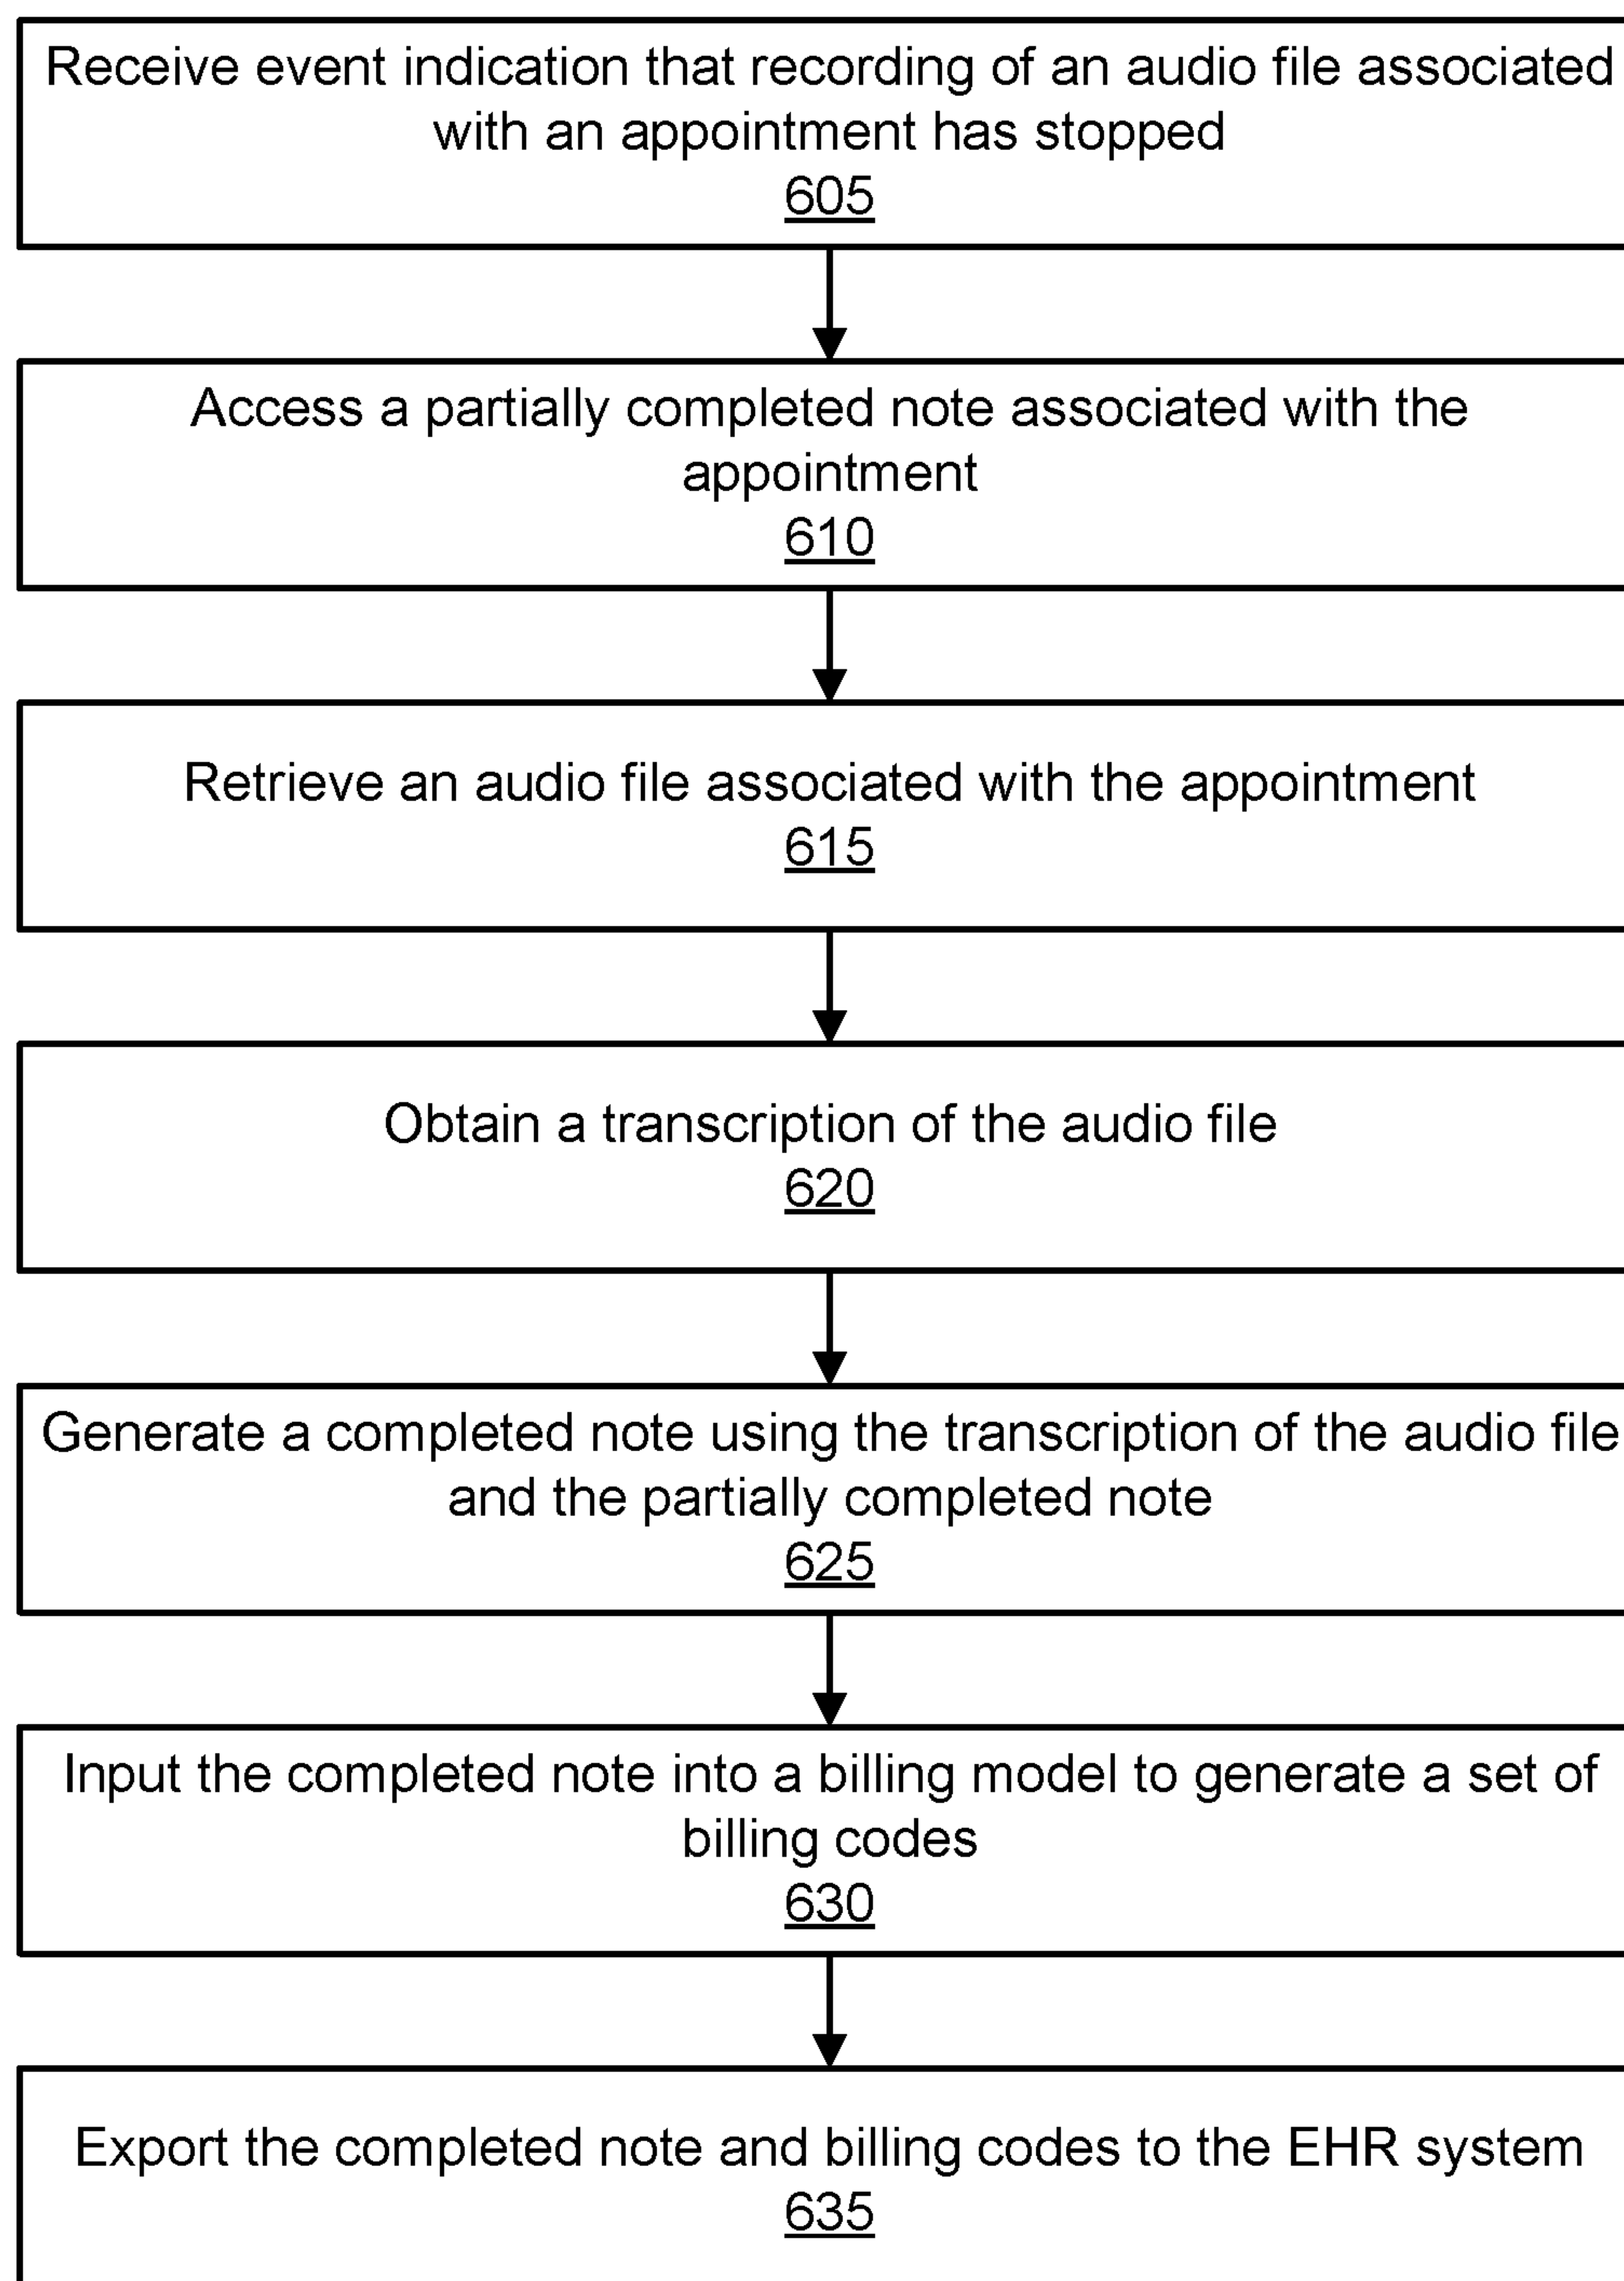 Receive event indication that recording of an audio file associated
with an appointment has stopped
605
Access a partially completed note associated with the
appointment
610
Retrieve an audio file associated with the appointment
615
Obtain a transcription of the audio file
620
Generate a completed note using the transcription of the audio file
and the partially completed note
625
Input the completed note into a billing model to generate a set of
billing codes
630
Export the completed note and billing codes to the EHR system
635